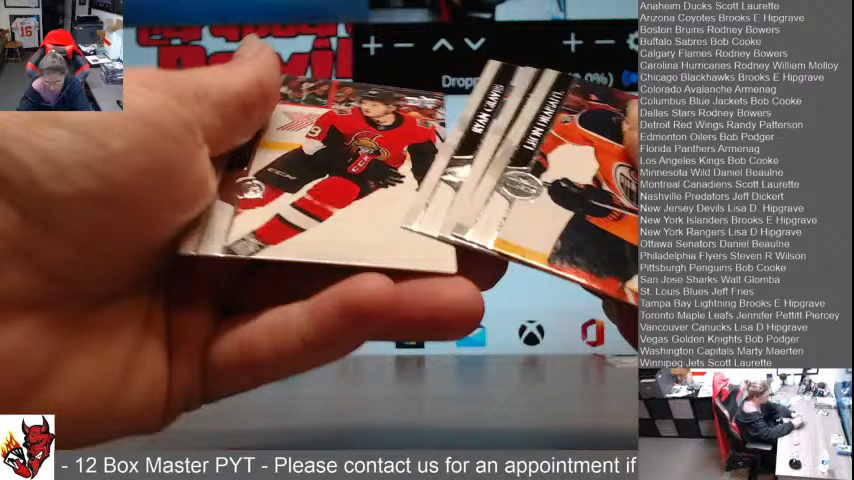 Anaheim Ducks Scott Laurette
Arizona Coyotes Brooks E Hipgrave
Boston Bruins Rodney Bowers
Buffalo Sabres Bob Cooke
Calgary Flames Rodney Bowers
Carolina Hurricanes Rodney William Molloy
Chicago Blackhawks Brooks E Hipgrave
Colorado Avalanche Armenag
Columbus Blue Jackets Bob Cooke
Dallas Stars Rodney Bowers
Detroit Red Wings Randy Patterson
Edmonton Oilers Bob Podger
Florida Panthers Armenag
Los Angeles Kings Bob Cooke
Minnesota Wild Daniel Beaulne
Montreal Canadiens Scott Laurette
Nashville Predators Jeff Dickert
New Jersey Devils Lisa D. Hipgrave
New York Islanders Brooks E Hipgrave
New York Rangers Lisa D Hipgrave
Ottawa Senators Daniel Beaulne
Philadelphia Flyers Steven R Wilson
Pittsburgh Penguins Bob Cooke
San Jose Sharks Walt Glomba
St. Louis Blues Jeff Fries
Tampa Bay Lightning Brooks E Hipgrave
Toronto Maple Leafs Jennifer Pettitt Piercey
Vancouver Canucks Lisa D Hipgrave
Vegas Golden Knights Bob Podger
Washington Capitals Marty Maerten
Winnipeg Jets Scott Laurette
16
Dropp
0%)
RYAN
CCM
- 12 Box Master PYT - Please contact us for an appointment if